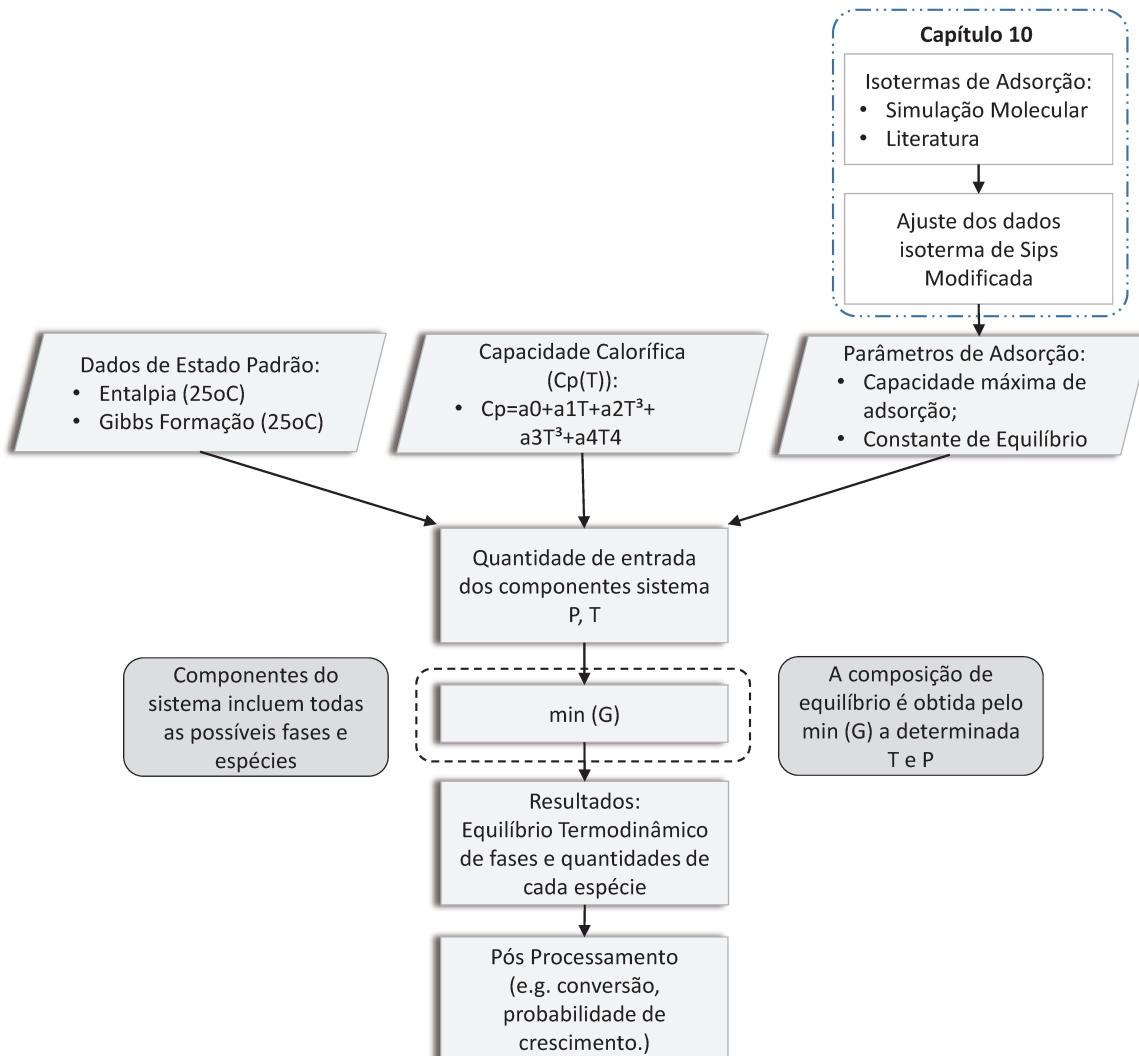 Capítulo 10
Isotermas de Adsorção:
• Simulação Molecular
• Literatura
Ajuste dos dados
isoterma de Sips
Modificada
Dados de Estado Padrão:
• Entalpia (25oC)
• Gibbs Formação (25oC)
Capacidade Calorífica
(Cp(T)):
• Cp=a0+a1T+a2T³+
a3T³+a4T4
Parâmetros de Adsorção:
• Capacidade máxima de
adsorção;
• Constante de Equilíbrio
Quantidade de entrada
dos componentes sistema
P, T
Componentes do
sistema incluem todas
as possíveis fases e
espécies
min (G)
A composição de
equilíbrio é obtida pelo
min (G) a determinada
T e P
Resultados:
Equilíbrio Termodinâmico
de fases e quantidades de
cada espécie
Pós Processamento
(e.g. conversão,
probabilidade de
crescimento.)